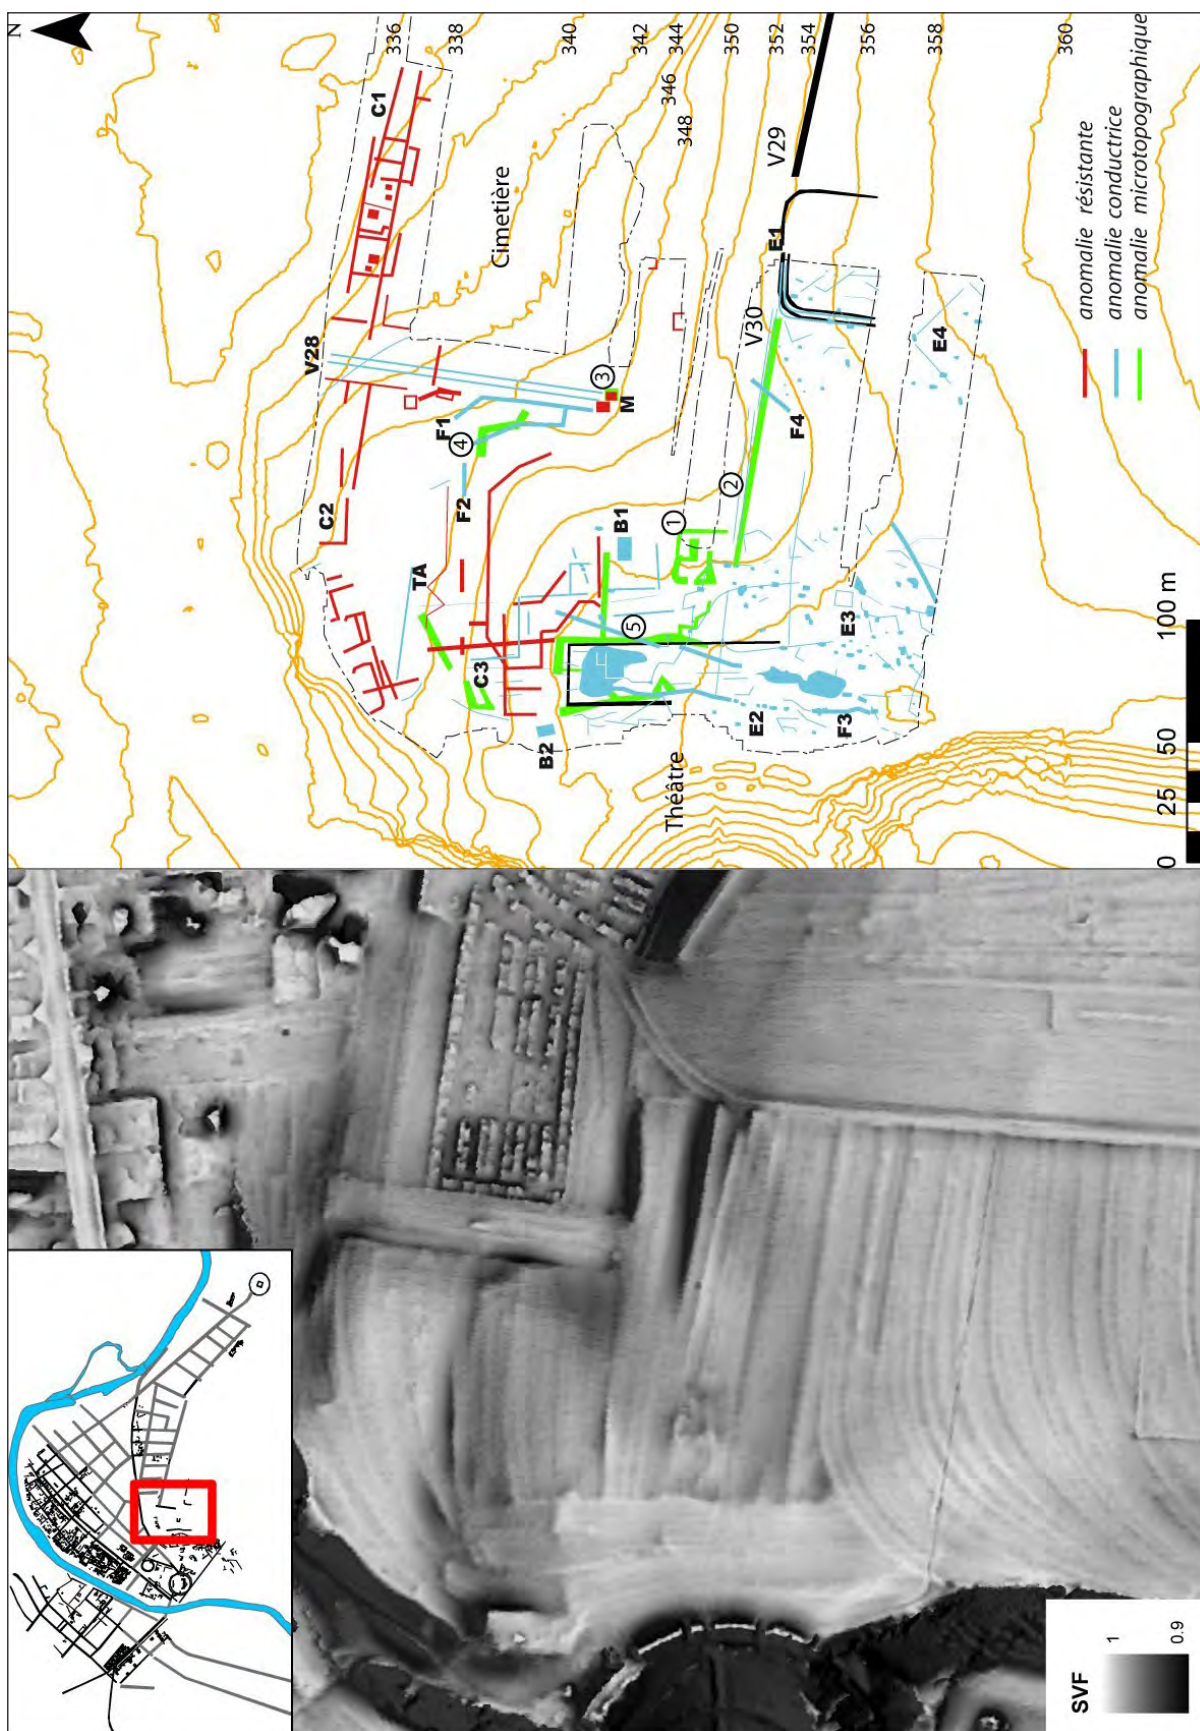 N
336
338
340
342
344
350
352
354
356
358
360
346
348
C1
Cimetière
V28
V29
E1
V30
E4
3
M
F1
4
F4
C2
F2
2
1
B1
TA
5
E3
C3
B2
E2
F3
Théâtre
anomalie résistante
anomalie conductrice
anomalie microtopographique
0 25 50 100 m
SVF
1
0.9